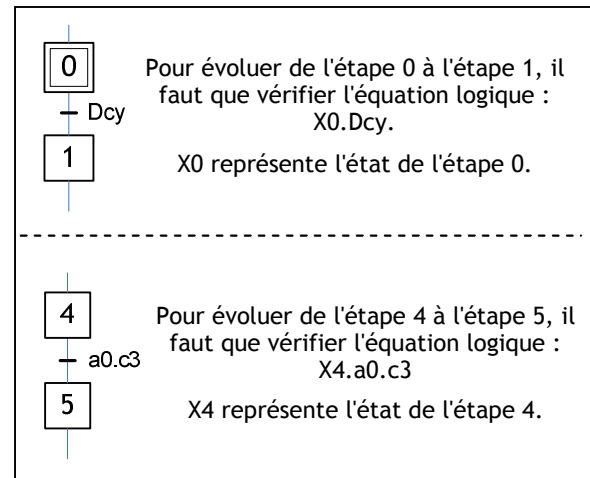 0
Dcy
1
Pour évoluer de l'étape 0 à l'étape 1, il
faut que vérifier l'équation logique :
X0.Dcy.
X0 représente l'état de l'étape 0.
4
a0.c3
5
Pour évoluer de l'étape 4 à l'étape 5, il
faut que vérifier l'équation logique :
X4.a0.c3
X4 représente l'état de l'étape 4.